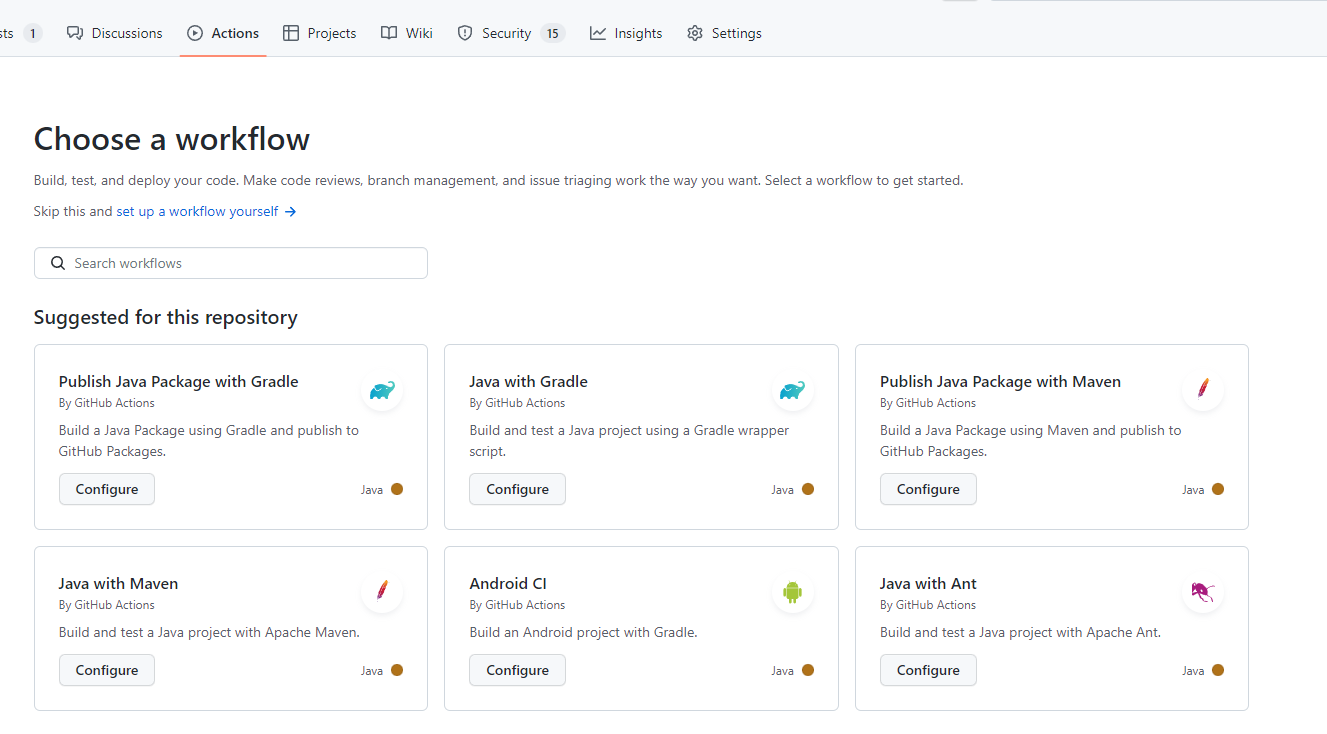 sts 1 Discussions Actions Projects Wiki Security 15 Insights Settings
Choose a workflow
Build, test, and deploy your code. Make code reviews, branch management, and issue triaging work the way you want. Select a workflow to get started.
Skip this and set up a workflow yourself →
Search workflows
Suggested for this repository
Publish Java Package with Gradle
By GitHub Actions
Build a Java Package using Gradle and publish to
GitHub Packages.
Configure Java
Java with Gradle
By GitHub Actions
Build and test a Java project using a Gradle wrapper
script.
Configure Java
Publish Java Package with Maven
By GitHub Actions
Build a Java Package using Maven and publish to
GitHub Packages.
Configure Java
Java with Maven
By GitHub Actions
Build and test a Java project with Apache Maven.
Configure Java
Android CI
By GitHub Actions
Build an Android project with Gradle.
Configure Java
Java with Ant
By GitHub Actions
Build and test a Java project with Apache Ant.
Configure Java